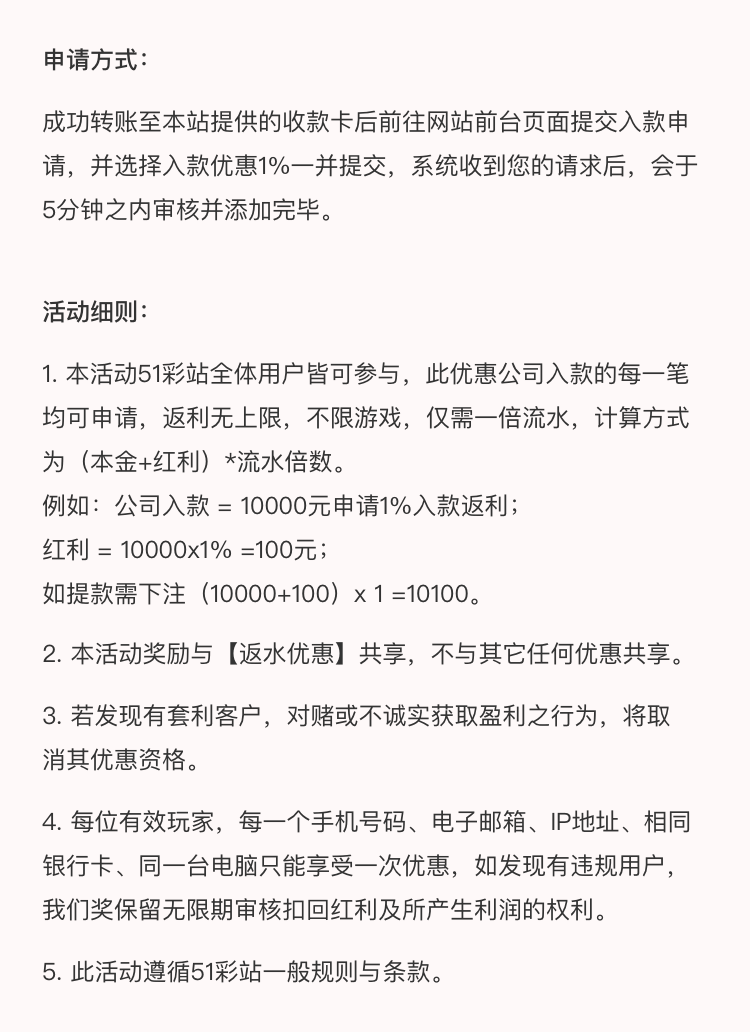 申请方式：
成功转账至本站提供的收款卡后前往网站前台页面提交入款申
请，并选择入款优惠1%一并提交，系统收到您的请求后，会于
5分钟之内审核并添加完毕。
活动细则：
1. 本活动51彩站全体用户皆可参与，此优惠公司入款的每一笔
均可申请，返利无上限，不限游戏，仅需一倍流水，计算方式
为（本金+红利）*流水倍数。
例如：公司入款 = 10000元申请1%入款返利；
红利 = 10000x1% =100元；
如提款需下注（10000+100）x 1 =10100。
2. 本活动奖励与【返水优惠】共享，不与其它任何优惠共享。
3. 若发现有套利客户，对赌或不诚实获取盈利之行为，将取
消其优惠资格。
4. 每位有效玩家，每一个手机号码、电子邮箱、IP地址、相同
银行卡、同一台电脑只能享受一次优惠，如发现有违规用户，
我们奖保留无限期审核扣回红利及所产生利润的权利。
5. 此活动遵循51彩站一般规则与条款。